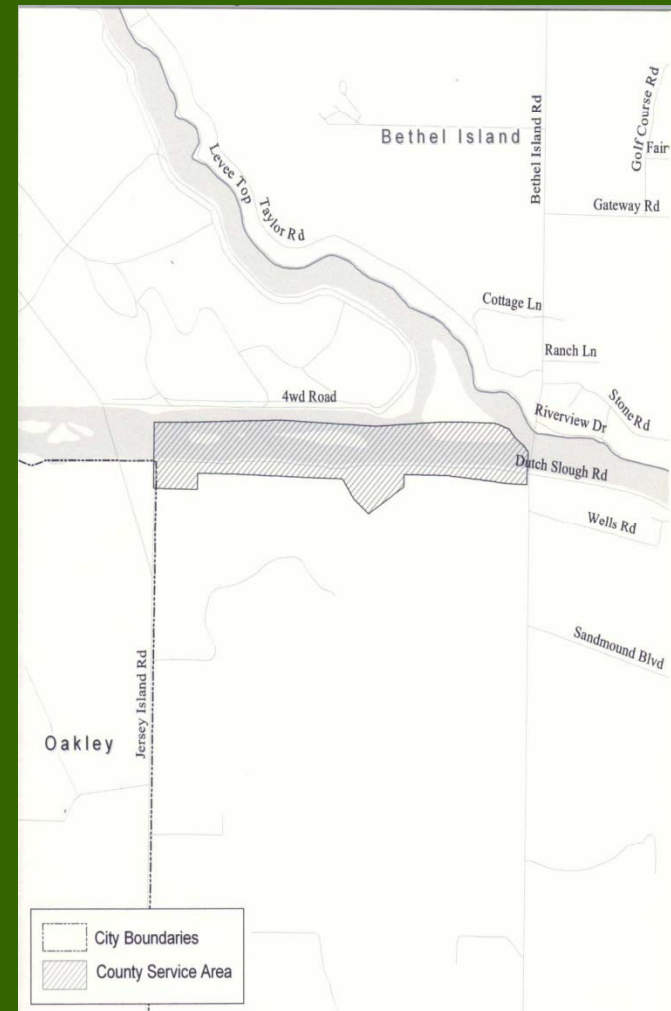 Bethel Island
Bethel Island Rd
Golf Course Rd
Levee Top
Taylor Rd
Gateway Rd
Cottage Ln
Ranch Ln
4wd Road
Stone Rd
Riverview Dr
Dutch Slough Rd
Wells Rd
Sandmound Blvd
Jersey Island Rd
Oakley
City Boundaries
County Service Area